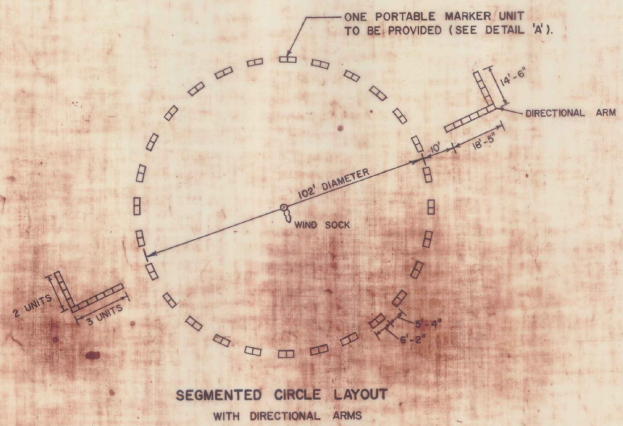 ONE PORTABLE MARKER UNIT
TO BE PROVIDED (SEE DETAIL 'A').
14'-6"
DIRECTIONAL ARM
10'
18'-5"
102' DIAMETER
WIND SOCK
2 UNITS
3 UNITS
5'-4"
6'-2"
SEGMENTED CIRCLE LAYOUT
WITH DIRECTIONAL ARMS